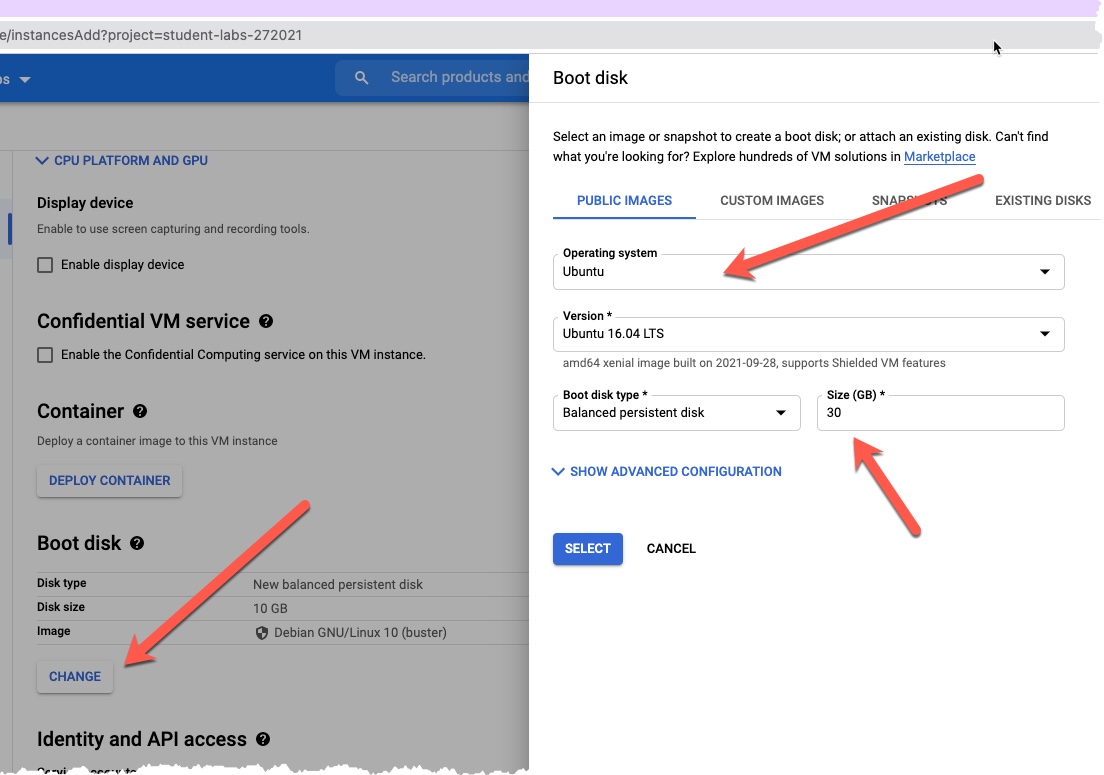 e/instancesAdd?project=student-labs-272021
Search products and
CPU PLATFORM AND GPU
Display device
Enable to use screen capturing and recording tools.
Enable display device
Confidential VM service
Enable the Confidential Computing service on this VM instance.
Container
Deploy a container image to this VM instance
DEPLOY CONTAINER
Boot disk
Disk type New balanced persistent disk
Disk size 10 GB
Image Debian GNU/Linux 10 (buster)
CHANGE
Identity and API access
Boot disk
Select an image or snapshot to create a boot disk; or attach an existing disk. Can't find
what you're looking for? Explore hundreds of VM solutions in Marketplace
PUBLIC IMAGES CUSTOM IMAGES SNAPSHOTS EXISTING DISKS
Operating system
Ubuntu
Version *
Ubuntu 16.04 LTS
amd64 xenial image built on 2021-09-28, supports Shielded VM features
Boot disk type * Size (GB) *
Balanced persistent disk 30
SHOW ADVANCED CONFIGURATION
SELECT CANCEL